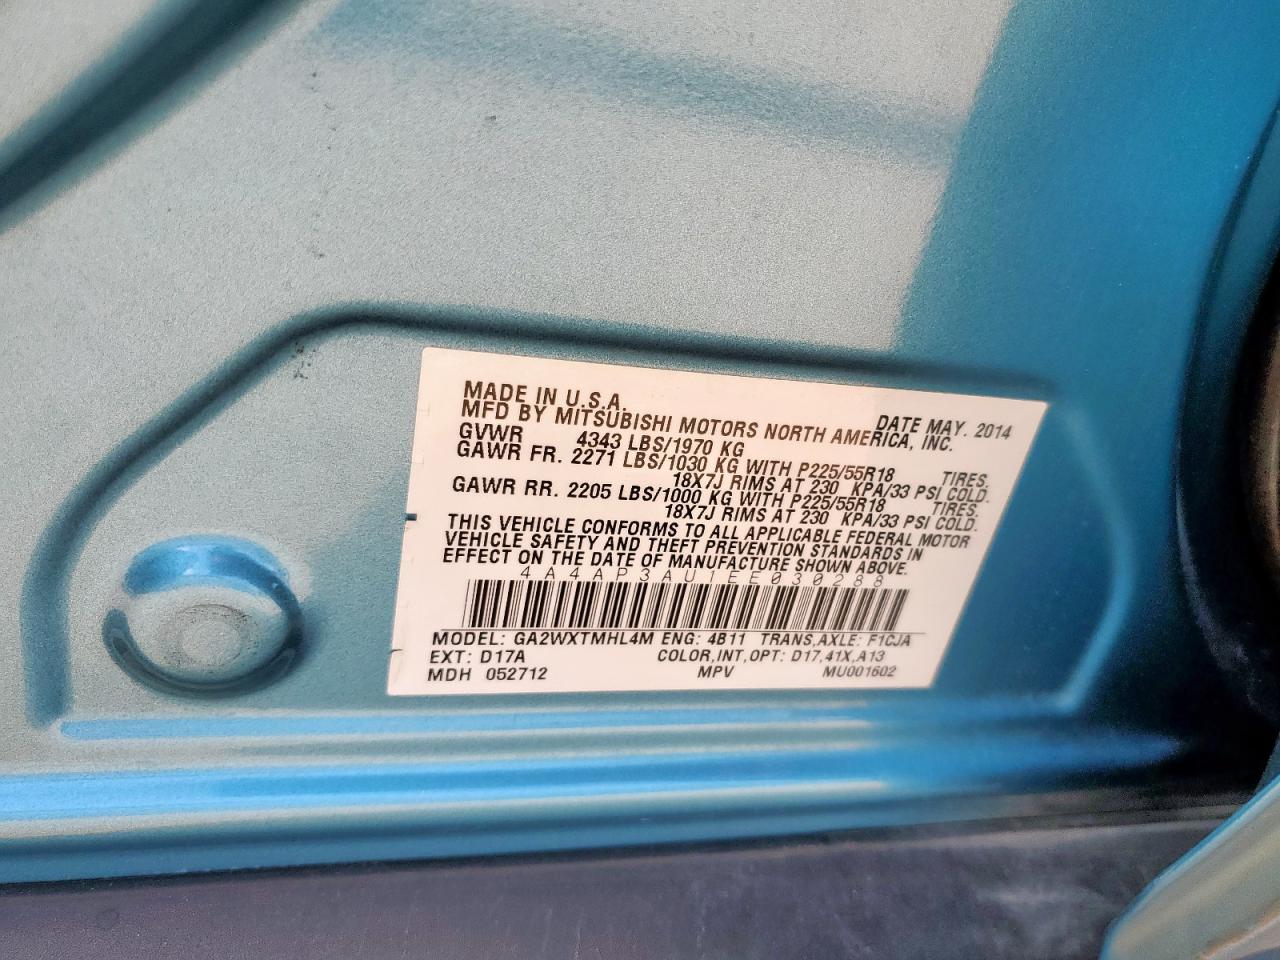 MADE IN U.S.A. DATE MAY. 2014
MFD BY MITSUBISHI MOTORS NORTH AMERICA, INC.
GVWR 4343 LBS/1970 KG
GAWR FR. 2271 LBS/1030 KG WITH P225/55R18 TIRES.
18X7J RIMS AT 230 KPA/33 PSI COLD.
GAWR RR. 2205 LBS/1000 KG WITH P225/55R18 TIRES.
18X7J RIMS AT 230 KPA/33 PSI COLD.
THIS VEHICLE CONFORMS TO ALL APPLICABLE FEDERAL MOTOR
VEHICLE SAFETY AND THEFT PREVENTION STANDARDS IN
EFFECT ON THE DATE OF MANUFACTURE SHOWN ABOVE.
4A4AP3AU1EE030288
MODEL: GA2WXTMHL4M ENG: 4B11 TRANS,AXLE: F1CJA
EXT: D17A COLOR,INT,OPT: D17,41X,A13
MDH 052712 MPV MU001602